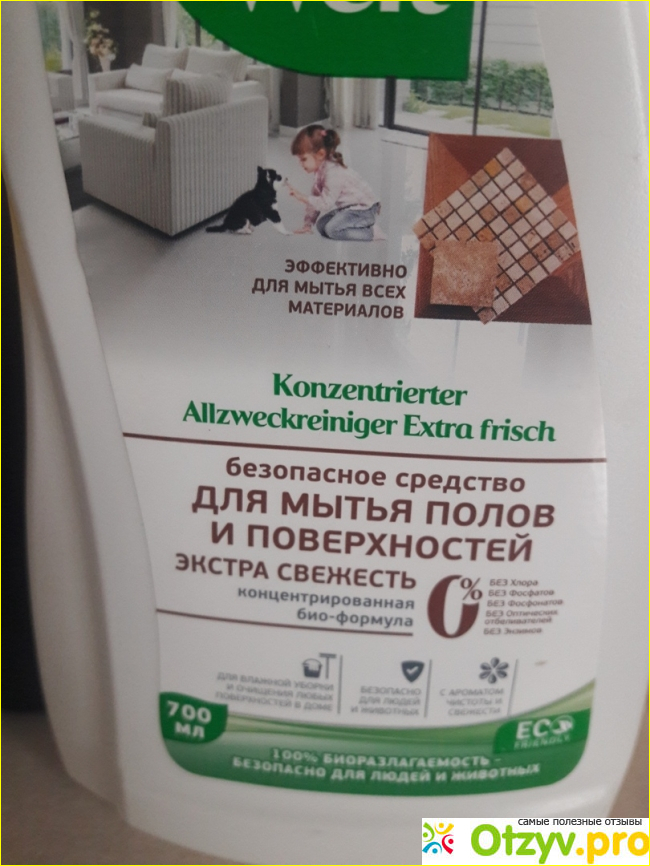 Welt
ЭФФЕКТИВНО
ДЛЯ МЫТЬЯ ВСЕХ
МАТЕРИАЛОВ
Konzentrierter
Allzweckreiniger Extra frisch
безопасное средство
ДЛЯ МЫТЬЯ ПОЛОВ
И ПОВЕРХНОСТЕЙ
ЭКСТРА СВЕЖЕСТЬ
концентрированная
био-формула
0%
БЕЗ Хлора
БЕЗ Фосфатов
БЕЗ Фосфонатов
БЕЗ Оптических
отбеливателей
БЕЗ Энзимов
ДЛЯ ВЛАЖНОЙ УБОРКИ
И ОЧИЩЕНИЯ ЛЮБЫХ
ПОВЕРХНОСТЕЙ В ДОМЕ
БЕЗОПАСНО
ДЛЯ ЛЮДЕЙ
И ЖИВОТНЫХ
С АРОМАТОМ
ЧИСТОТЫ И
СВЕЖЕСТИ
700
МЛ
ECO
FRIENDLY
100% БИОРАЗЛАГАЕМОСТЬ -
БЕЗОПАСНО ДЛЯ ЛЮДЕЙ И ЖИВОТНЫХ
самые полезные отзывы
Otzyv.pro